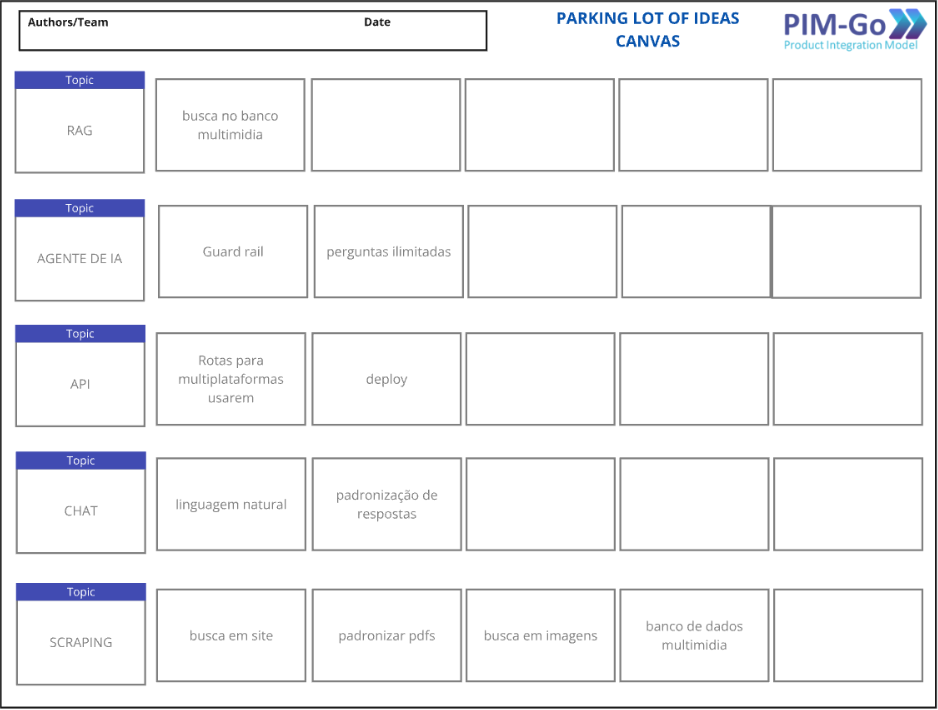 Authors/Team Date
PARKING LOT OF IDEAS
CANVAS
PIM-Go
Product Integration Model
Topic
RAG
busca no banco
multimidia
Topic
AGENTE DE IA
Guard rail
perguntas ilimitadas
Topic
API
Rotas para
multiplataformas
usarem
deploy
Topic
CHAT
linguagem natural
padronização de
respostas
Topic
SCRAPING
busca em site
padronizar pdfs
busca em imagens
banco de dados
multimidia